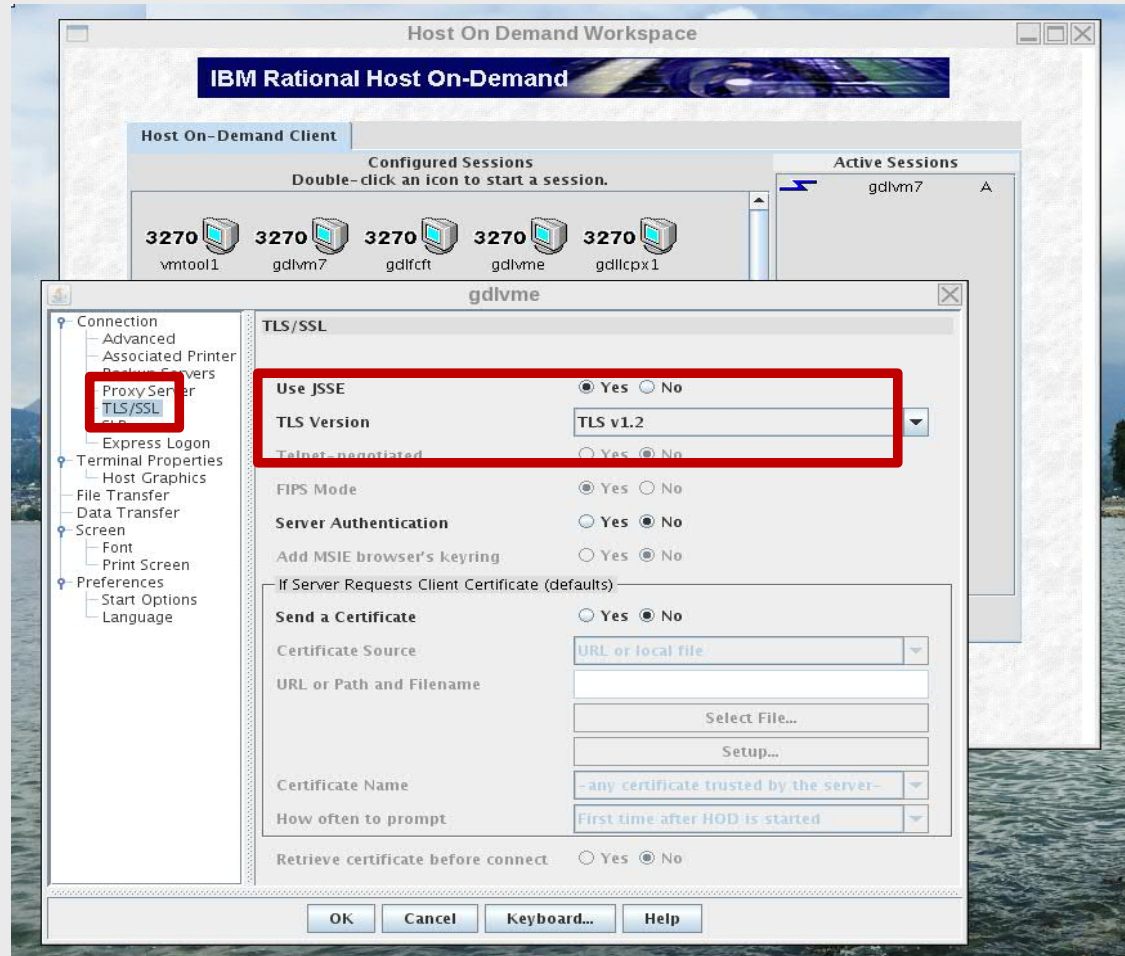 Host On Demand Workspace
IBM Rational Host On-Demand
Host On-Demand Client
Configured Sessions
Double-click an icon to start a session.
Active Sessions
gdlvm7 A
3270 3270 3270 3270 3270
vmtool1 gdlvm7 gdlfcft gdlvme gdllcpx1
gdlvme
Connection
Advanced
Associated Printer
Backup Servers
Proxy Server
TLS/SSL
Express Logon
Terminal Properties
Host Graphics
File Transfer
Data Transfer
Screen
Font
Print Screen
Preferences
Start Options
Language
TLS/SSL
Use JSSE Yes No
TLS Version TLS v1.2
Telnet-negotiated Yes No
FIPS Mode Yes No
Server Authentication Yes No
Add MSIE browser's keyring Yes No
If Server Requests Client Certificate (defaults)
Send a Certificate Yes No
Certificate Source URL or local file
URL or Path and Filename
Select File...
Setup...
Certificate Name -any certificate trusted by the server-
How often to prompt First time after HOD is started
Retrieve certificate before connect Yes No
OK Cancel Keyboard... Help